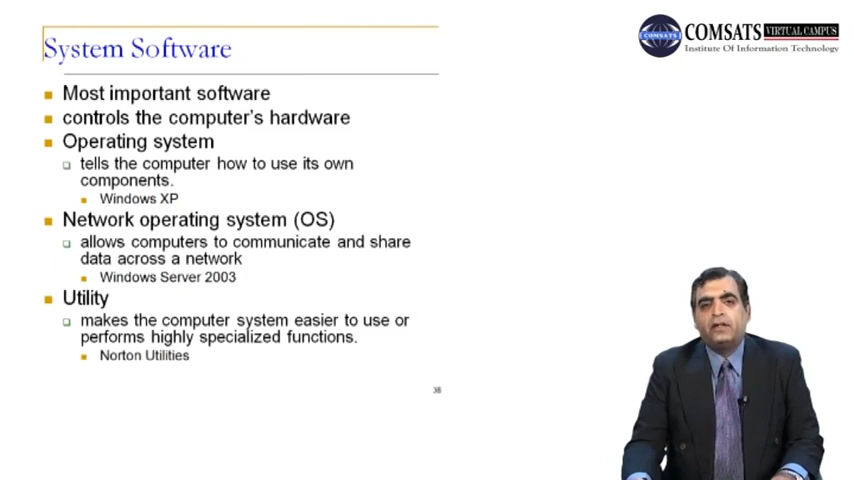 System Software
COMSATS VIRTUAL CAMPUS
COMSATS
Institute Of Information Technology
Most important software
controls the computer's hardware
Operating system
tells the computer how to use its own
components.
Windows XP
Network operating system (OS)
allows computers to communicate and share
data across a network
Windows Server 2003
Utility
makes the computer system easier to use or
performs highly specialized functions.
Norton Utilities
36